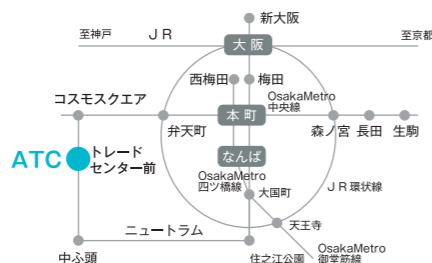 新大阪
至神戸
JR
大阪
至京都
西梅田
梅田
コスモスクエア
本町
OsakaMetro
中央線
弁天町
森ノ宮
長田
生駒
ATC
トレード
センター前
なんば
OsakaMetro
四ツ橋線
大国町
JR環状線
天王寺
ニュートラム
中ふ頭
住之江公園
OsakaMetro
御堂筋線